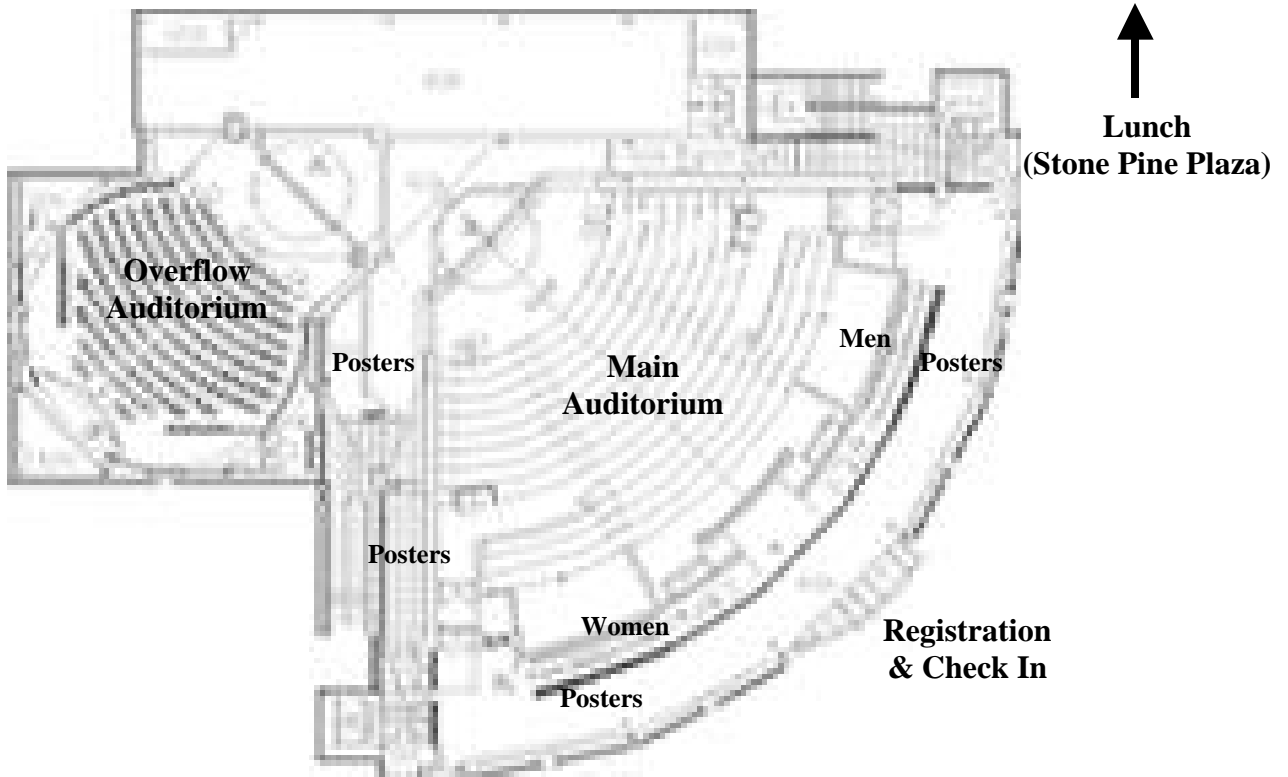 Lunch
(Stone Pine Plaza)
Overflow
Auditorium
Posters
Main
Auditorium
Men
Posters
Posters
Women
Posters
Registration
& Check In